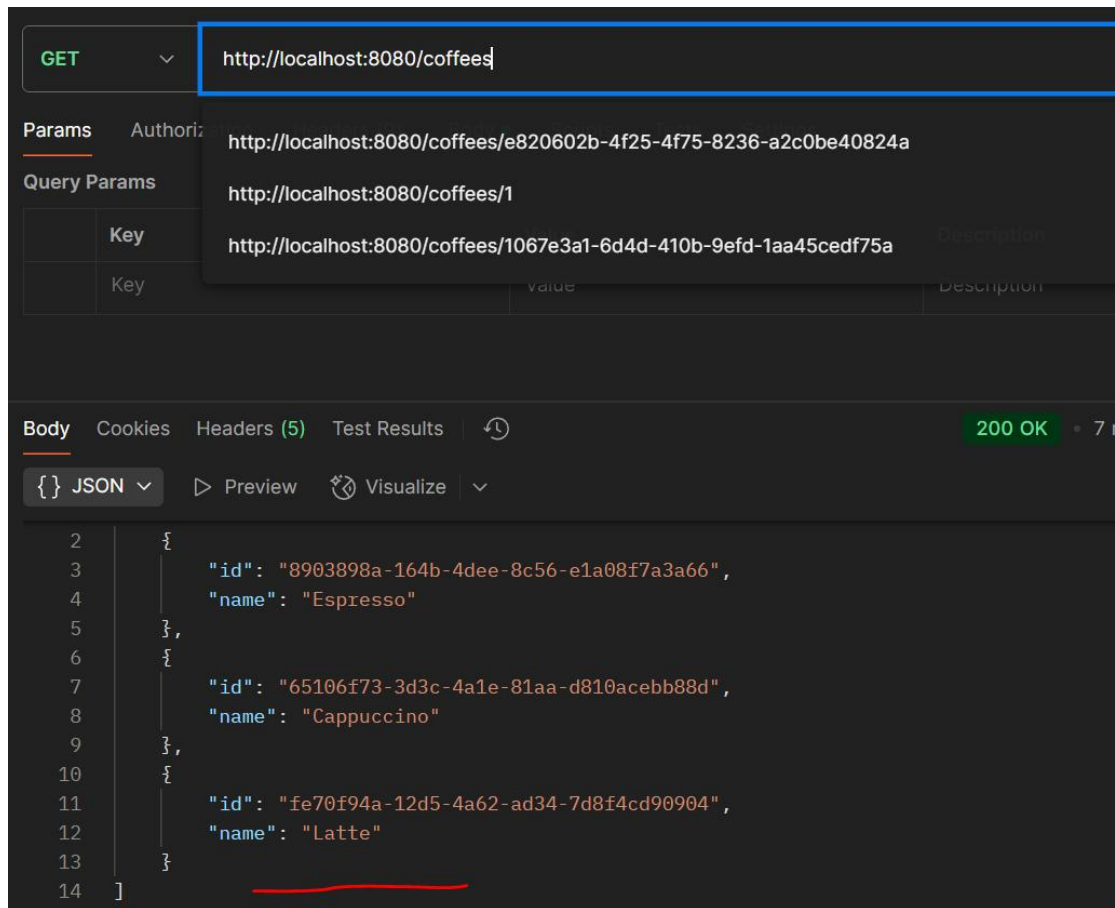 GET
http://localhost:8080/coffees
Params Authoriz
http://localhost:8080/coffees/e820602b-4f25-4f75-8236-a2c0be40824a
Query Params
http://localhost:8080/coffees/1
Key Description
http://localhost:8080/coffees/1067e3a1-6d4d-410b-9efd-1aa45cedf75a
Key Value Description
Body Cookies Headers (5) Test Results 200 OK • 7
{} JSON Preview Visualize
2 {
3 "id": "8903898a-164b-4dee-8c56-e1a08f7a3a66",
4 "name": "Espresso"
5 },
6 {
7 "id": "65106f73-3d3c-4a1e-81aa-d810acebb88d",
8 "name": "Cappuccino"
9 },
10 {
11 "id": "fe70f94a-12d5-4a62-ad34-7d8f4cd90904",
12 "name": "Latte"
13 }
14 ]